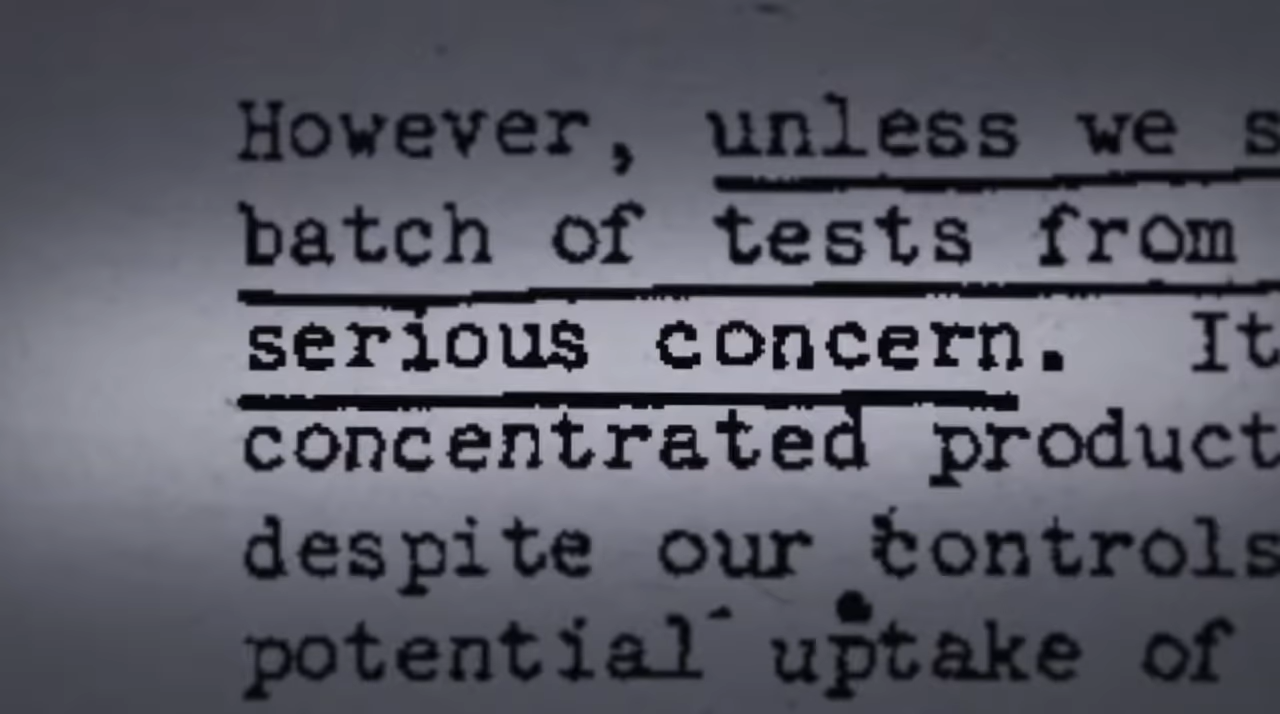 However, unless we s
batch of tests from
serious concern. It
concentrated product
despite our controls
potential uptake of